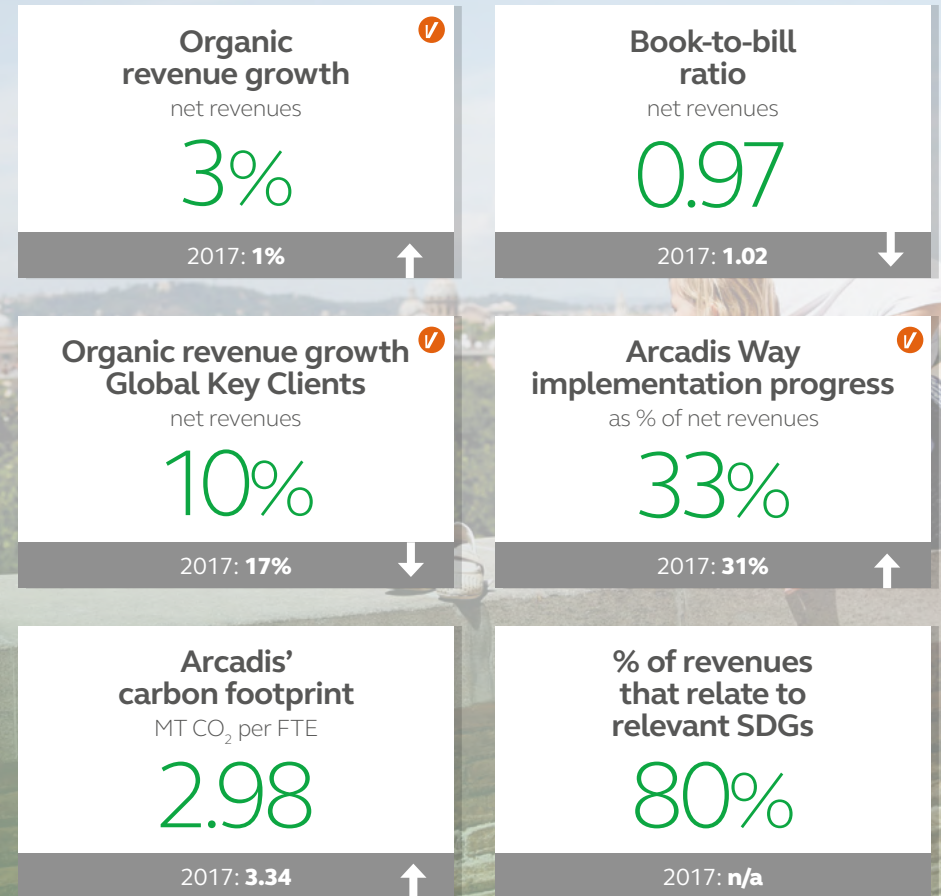 Organic
revenue growth
net revenues
3%
2017: 1%
Book-to-bill
ratio
net revenues
0.97
2017: 1.02
Organic revenue growth
Global Key Clients
net revenues
10%
2017: 17%
Arcadis Way
implementation progress
as % of net revenues
33%
2017: 31%
Arcadis’
carbon footprint
MT CO₂ per FTE
2.98
2017: 3.34
% of revenues
that relate to
relevant SDGs
80%
2017: n/a